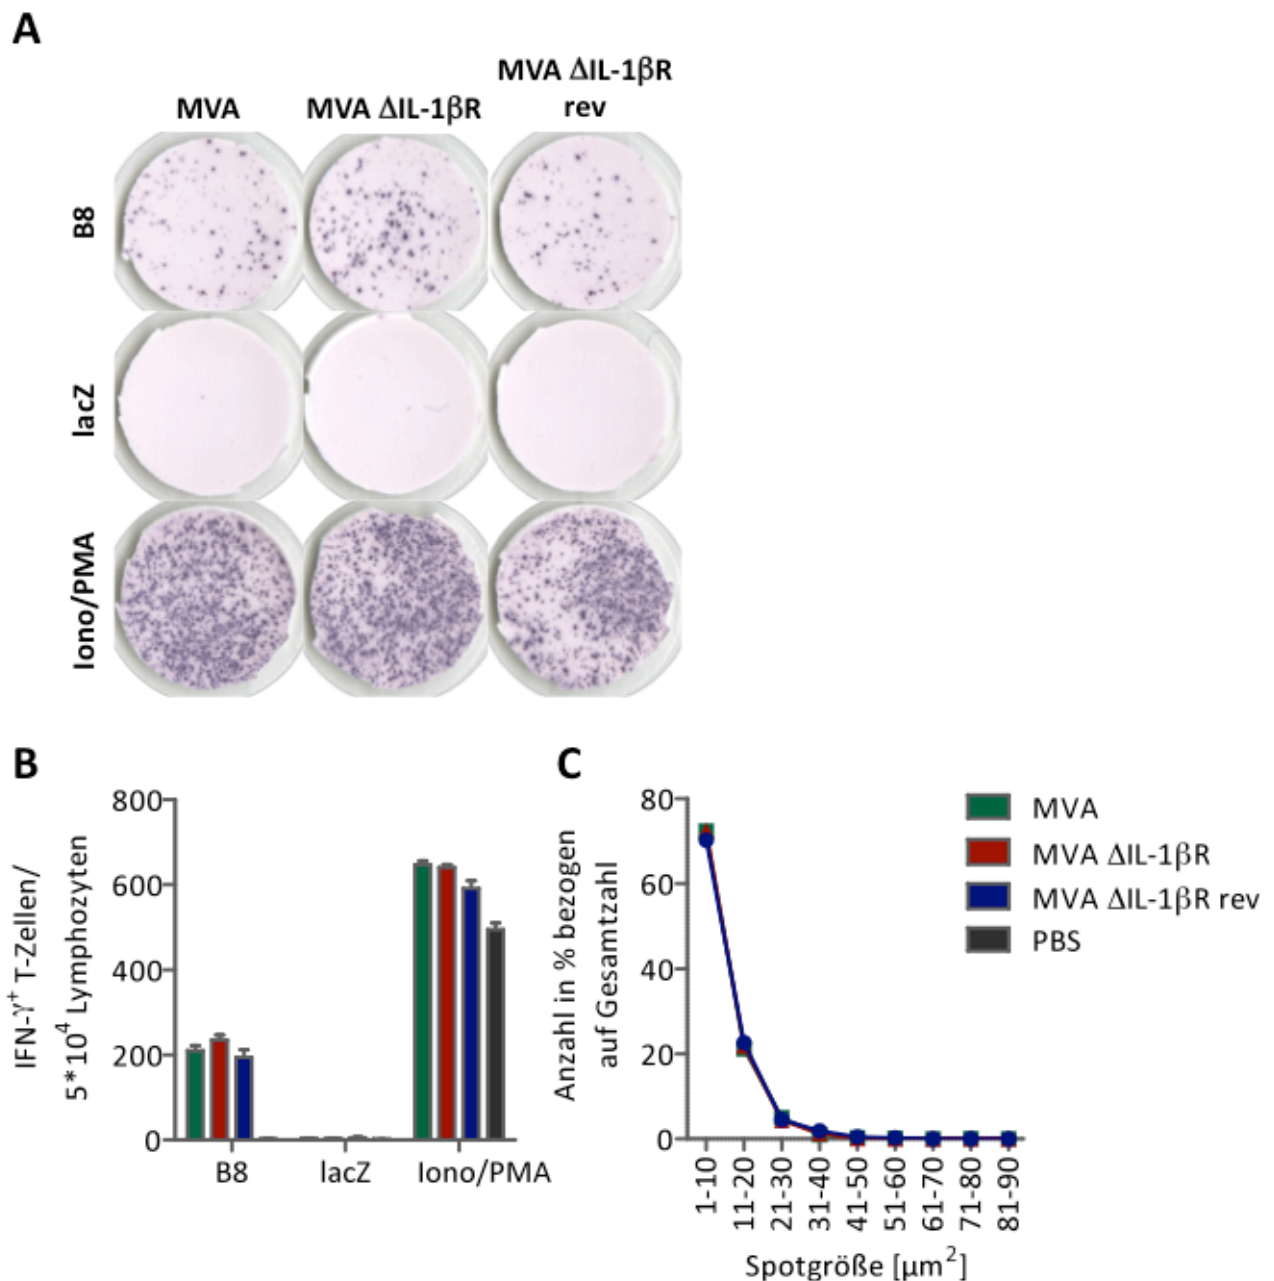 A
MVA
MVA ΔIL-1βR
MVA ΔIL-1βR
rev
B8
lacZ
Iono/PMA
B
IFN-γ⁺ T-Zellen/
5*10⁴ Lymphozyten
800
600
400
200
0
B8
lacZ
Iono/PMA
C
Anzahl in % bezogen
auf Gesamtzahl
80
60
40
20
0
1-10
11-20
21-30
31-40
41-50
51-60
61-70
71-80
81-90
Spotgröße [µm²]
MVA
MVA ΔIL-1βR
MVA ΔIL-1βR rev
PBS